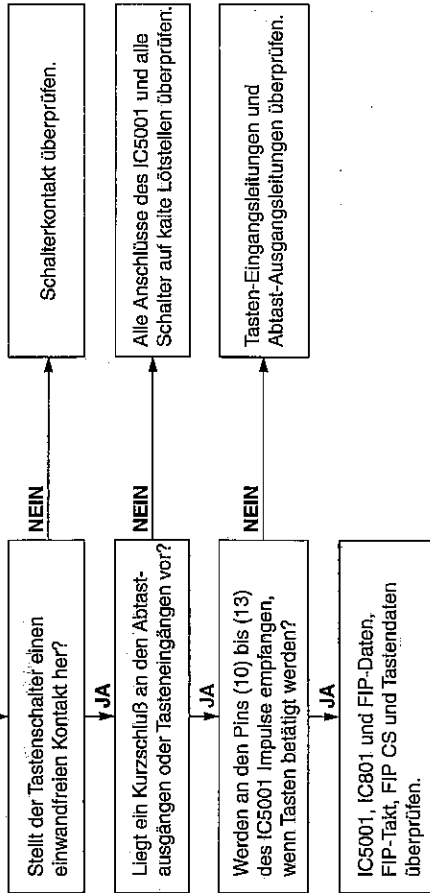 Stellt der Tastenschalter einen
einwandfreien Kontakt her?
NEIN
Schalterkontakt überprüfen.
JA
Liegt ein Kurzschluß an den Abtast-
ausgängen oder Tasteneingängen vor?
NEIN
Alle Anschlüsse des IC5001 und alle
Schalter auf kalte Lötstellen überprüfen.
JA
Werden an den Pins (10) bis (13)
des IC5001 Impulse empfangen,
wenn Tasten betätigt werden?
NEIN
Tasten-Eingangsleitungen und
Abtast-Ausgangsleitungen überprüfen.
JA
IC5001, IC801 und FIP-Daten,
FIP-Takt, FIP CS und Tastendaten
überprüfen.